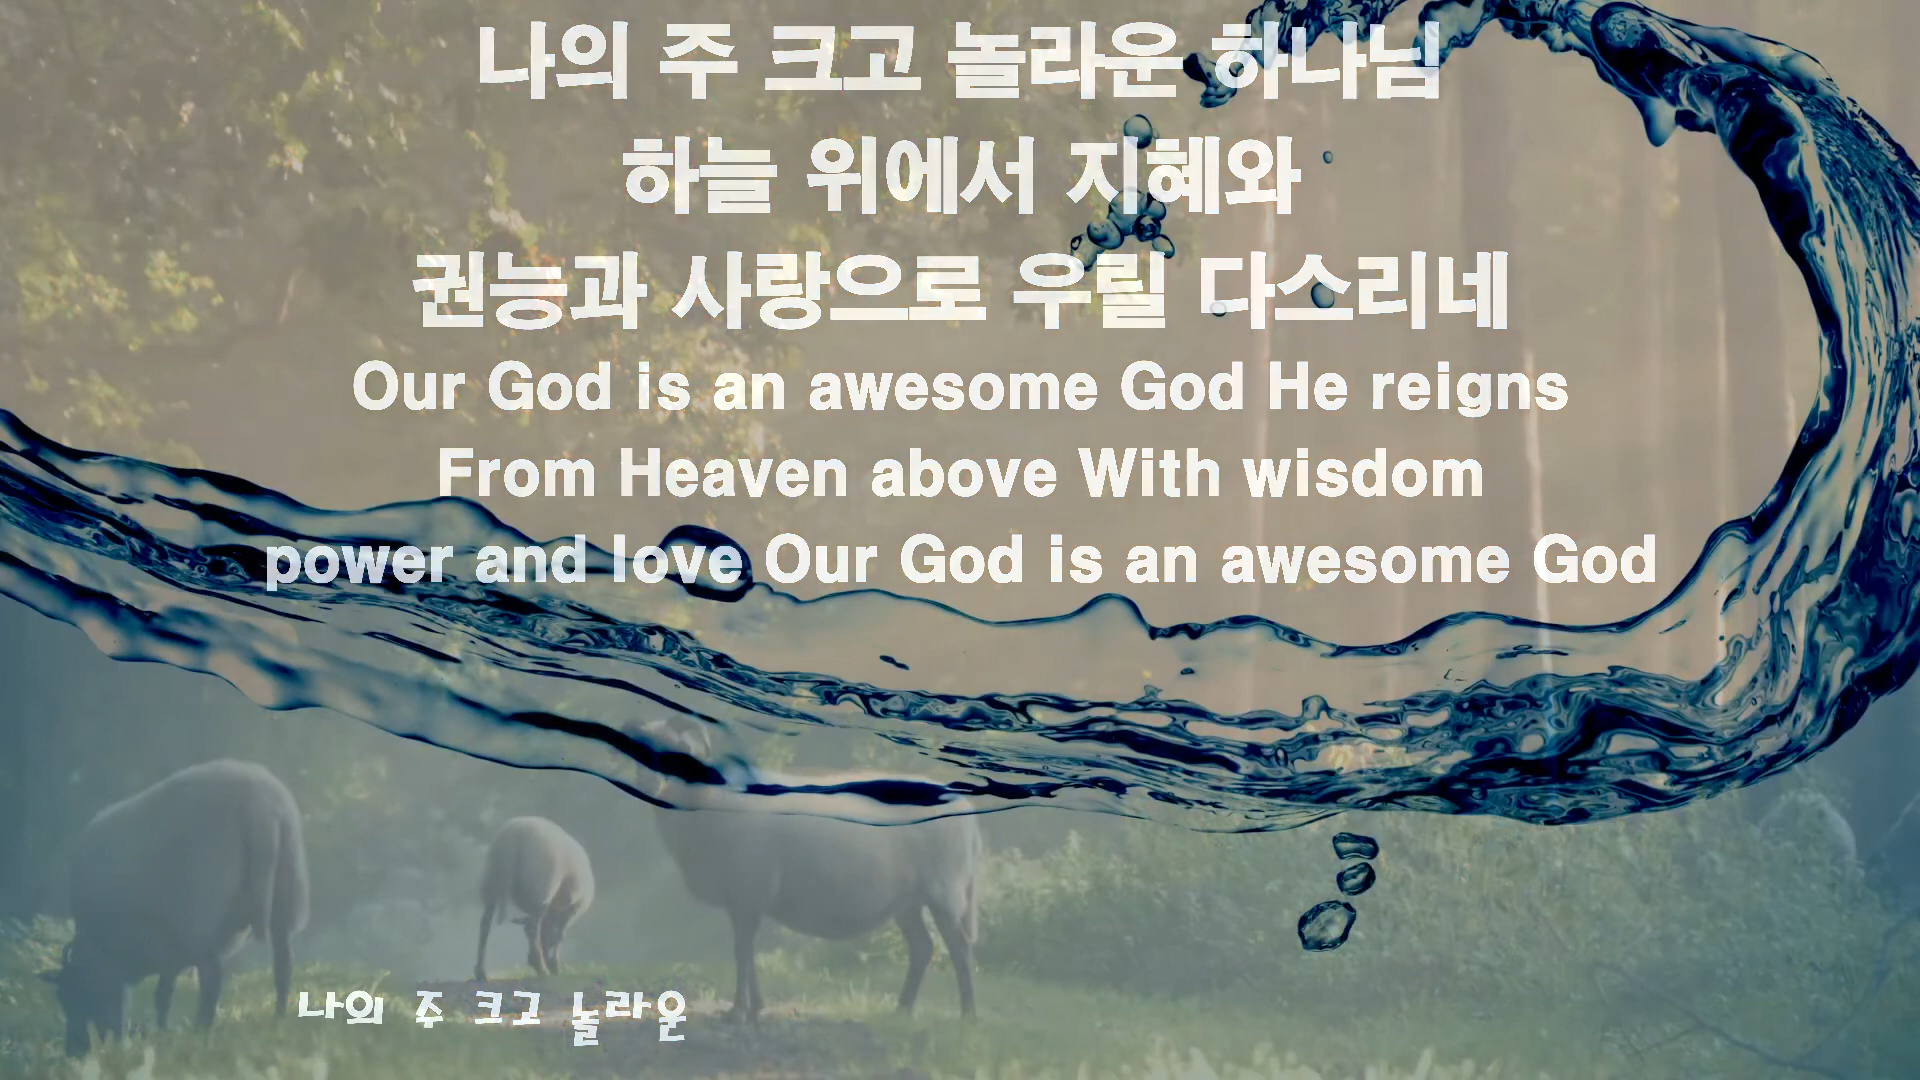 나의 주 크고 놀라운 하나님
하늘 위에서 지혜와
권능과 사랑으로 우릴 다스리네
Our God is an awesome God He reigns
From Heaven above With wisdom
power and love Our God is an awesome God
나의 주 크고 놀라운